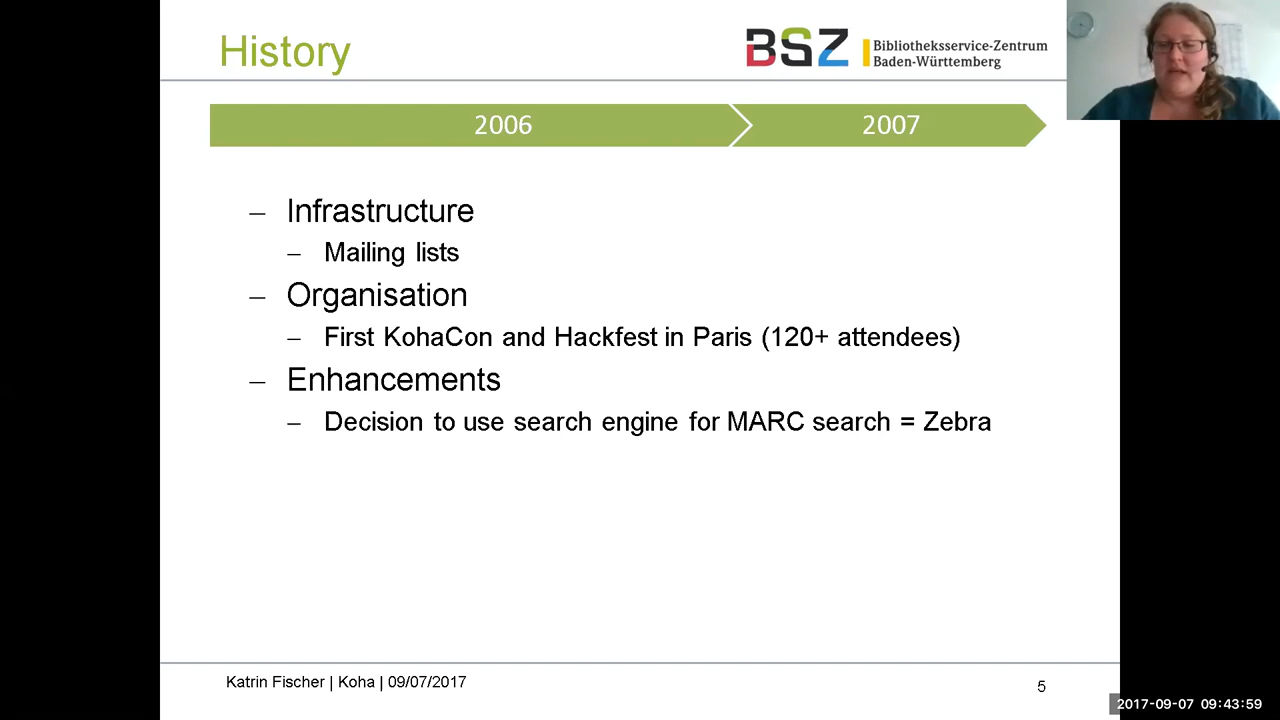 History
BSZ
Bibliotheksservice-Zentrum
Baden-Württemberg
2006
2007
– Infrastructure
– Mailing lists
– Organisation
– First KohaCon and Hackfest in Paris (120+ attendees)
– Enhancements
– Decision to use search engine for MARC search = Zebra
Katrin Fischer | Koha | 09/07/2017
5
2017-09-07 09:43:59